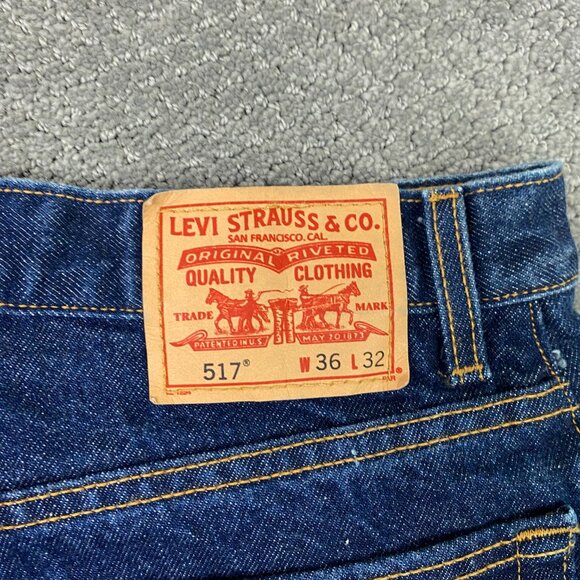 LEVI STRAUSS & CO.
SAN FRANCISCO. CAL.
ORIGINAL RIVETED
QUALITY CLOTHING
TRADE MARK
PATENTED IN U.S. MAY 20 1873
517® W 36 L 32